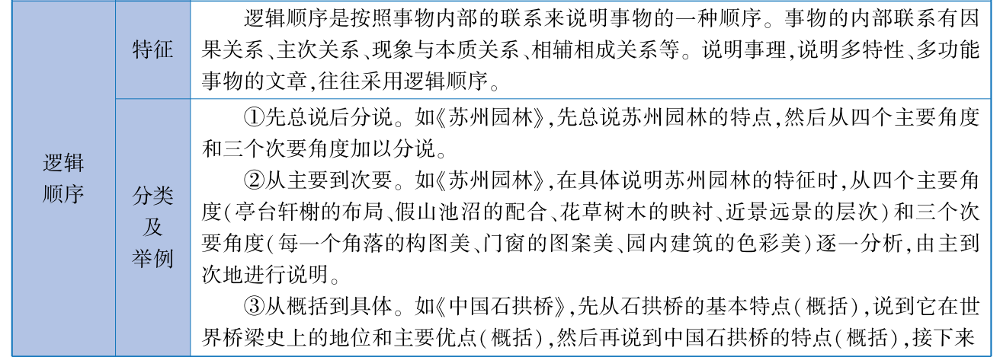 逻辑
顺序
特征
逻辑顺序是按照事物内部的联系来说明事物的一种顺序。事物的内部联系有因
果关系、主次关系、现象与本质关系、相辅相成关系等。说明事理,说明多特性、多功能
事物的文章,往往采用逻辑顺序。
分类
及
举例
①先总说后分说。如《苏州园林》,先总说苏州园林的特点,然后从四个主要角度
和三个次要角度加以分说。
②从主要到次要。如《苏州园林》,在具体说明苏州园林的特征时,从四个主要角
度(亭台轩榭的布局、假山池沼的配合、花草树木的映衬、近景远景的层次)和三个次
要角度(每一个角落的构图美、门窗的图案美、园内建筑的色彩美)逐一分析,由主到
次地进行说明。
③从概括到具体。如《中国石拱桥》,先从石拱桥的基本特点(概括),说到它在世
界桥梁史上的地位和主要优点(概括),然后再说到中国石拱桥的特点(概括),接下来